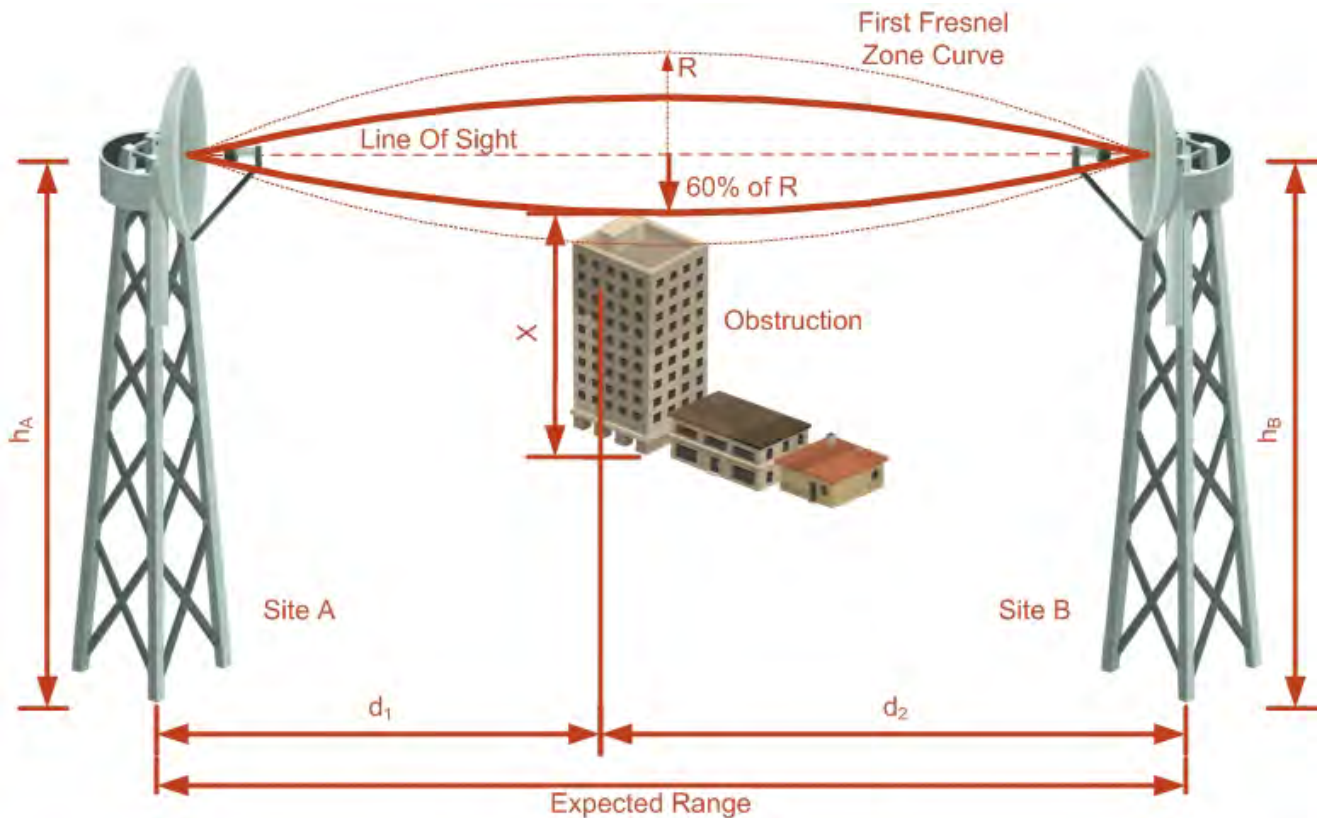 First Fresnel
Zone Curve
R
Line Of Sight
60% of R
X
Obstruction
hA
hB
Site A
Site B
d1
d2
Expected Range